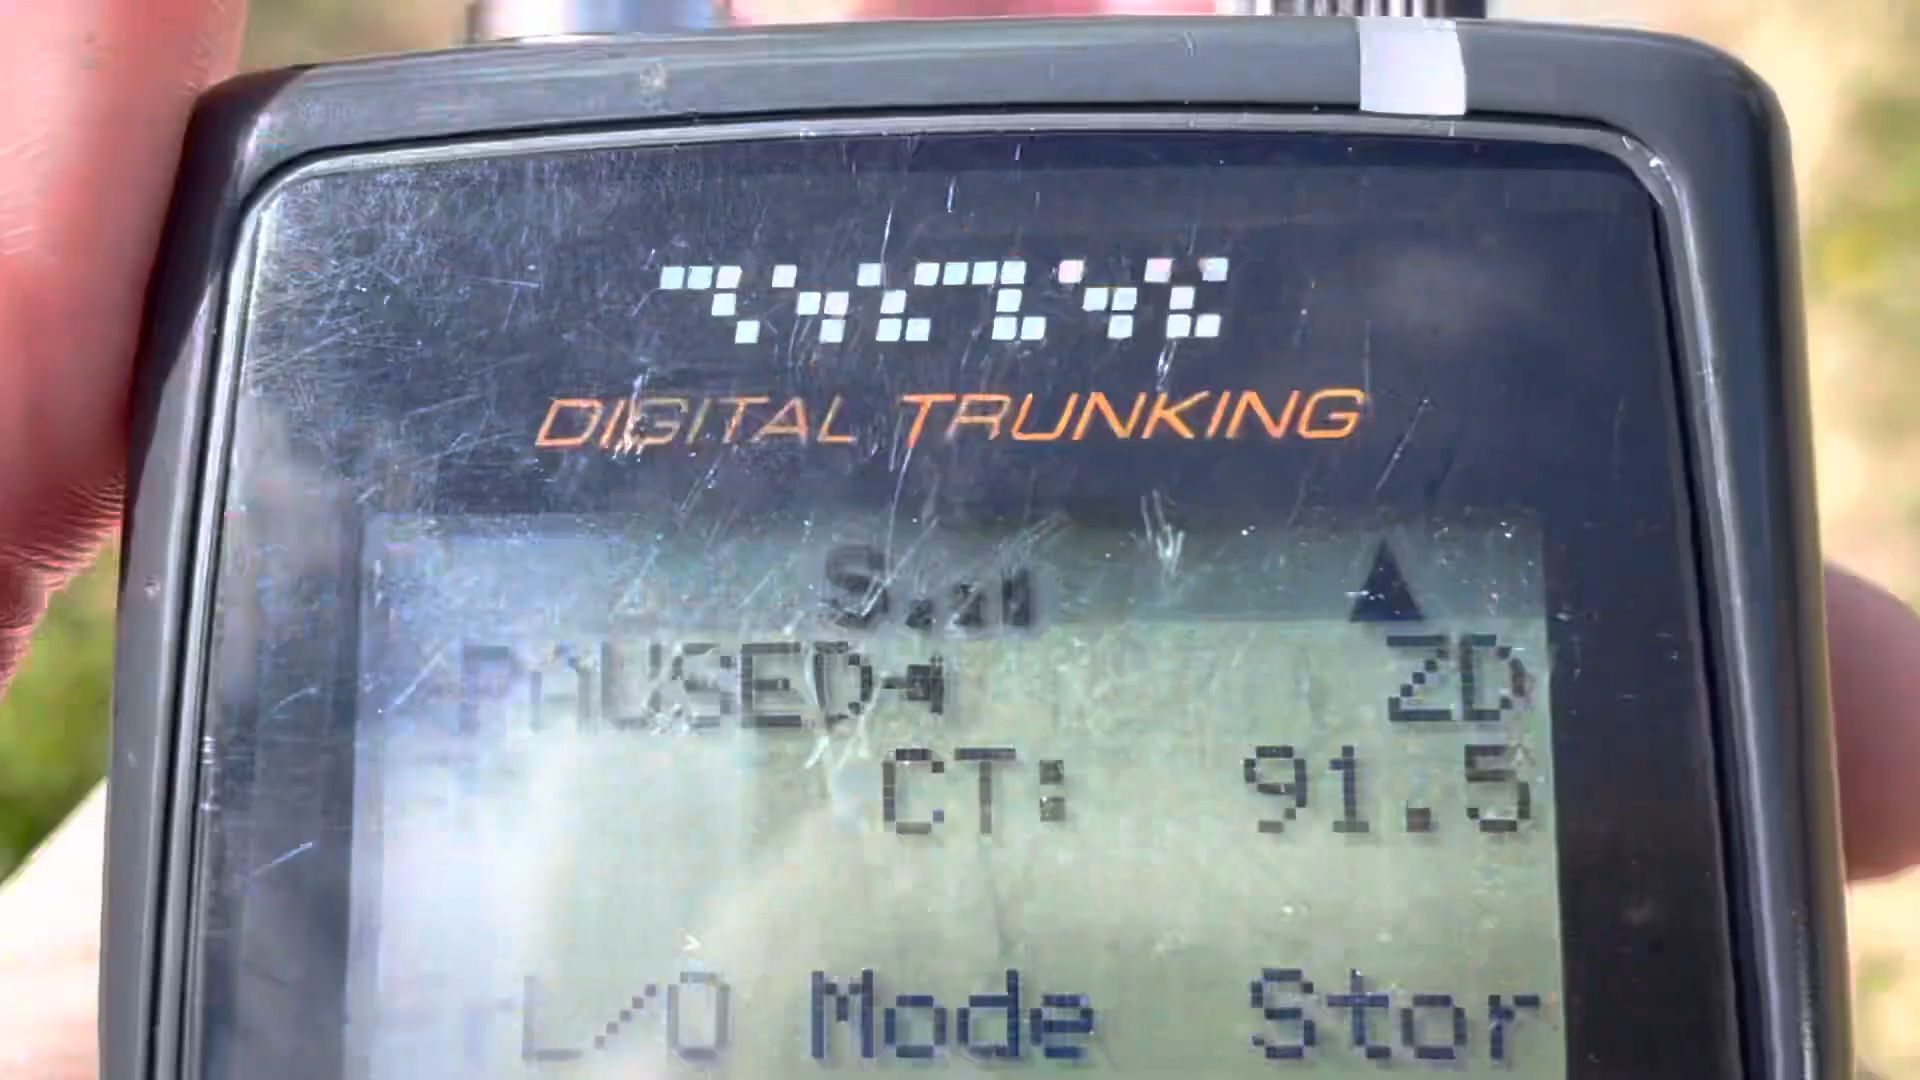 DIGITAL TRUNKING
S
PAUSED ZD
CT: 91.5
L/O Mode Stor